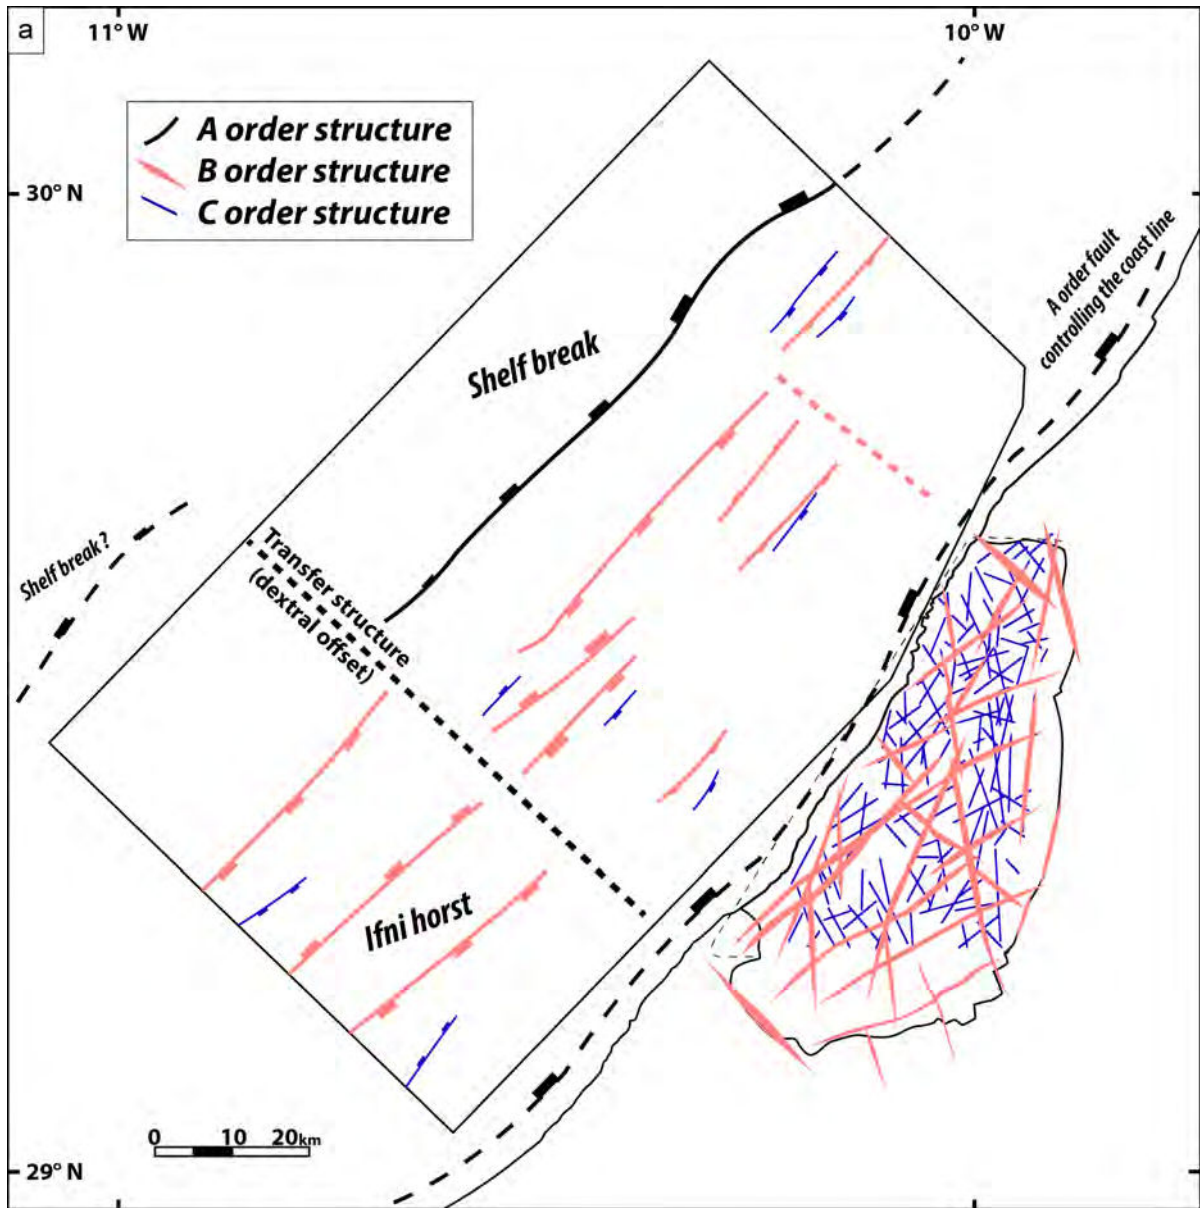 a
11° W
10° W
A order structure
B order structure
C order structure
30° N
A order fault
controlling the coast line
Shelf break
Shelf break ?
Transfer structure
(dextral offset)
Ifni horst
0 10 20km
29° N